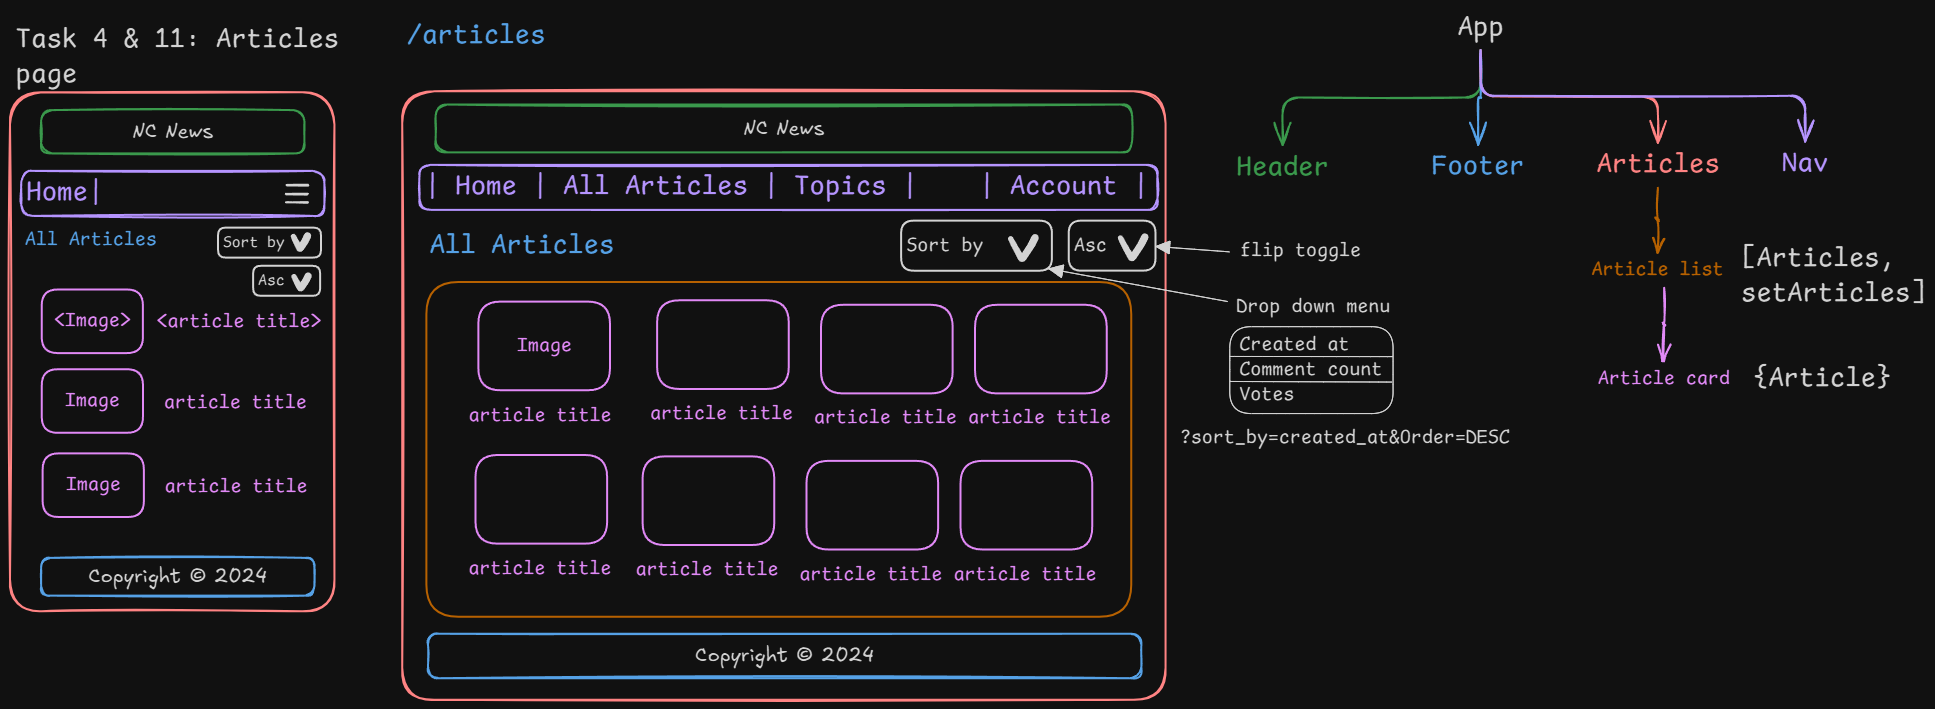 Task 4 & 11: Articles
page
NC News
Home|
All Articles
Sort by
Asc
<Image> <article title>
Image article title
Image article title
Copyright © 2024
/articles
NC News
| Home | All Articles | Topics | | Account |
All Articles
Sort by
Asc
Image
article title article title article title article title
article title article title article title article title
Copyright © 2024
flip toggle
Drop down menu
Created at
Comment count
Votes
?sort_by=created_at&Order=DESC
App
Header Footer Articles Nav
Article list
[Articles,
setArticles]
Article card {Article}